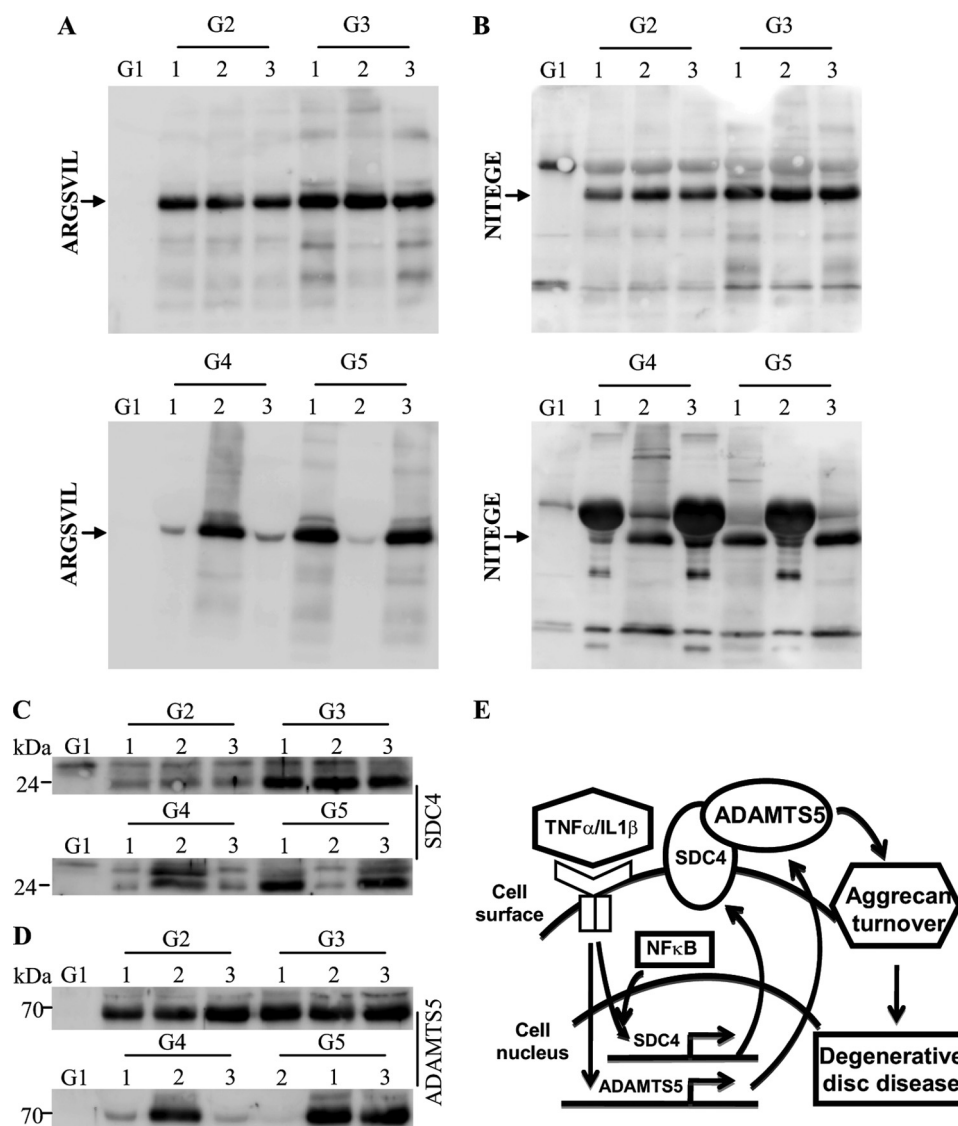 A
G2 G3
G1 1 2 3 1 2 3
ARGSVIL
G4 G5
G1 1 2 3 1 2 3
ARGSVIL
B
G2 G3
G1 1 2 3 1 2 3
NITEGE
G4 G5
G1 1 2 3 1 2 3
NITEGE
C
G2 G3
kDa G1 1 2 3 1 2 3
24
G4 G5
G1 1 2 3 1 2 3
24
SDC4
D
G2 G3
kDa G1 1 2 3 1 2 3
70
G4 G5
G1 1 2 3 2 1 3
70
ADAMTS5
E
TNFα/IL1β
ADAMTS5
SDC4
Cell
surface
Aggrecan
turnover
NFκB
Cell
nucleus
SDC4
ADAMTS5
Degenerative
disc disease